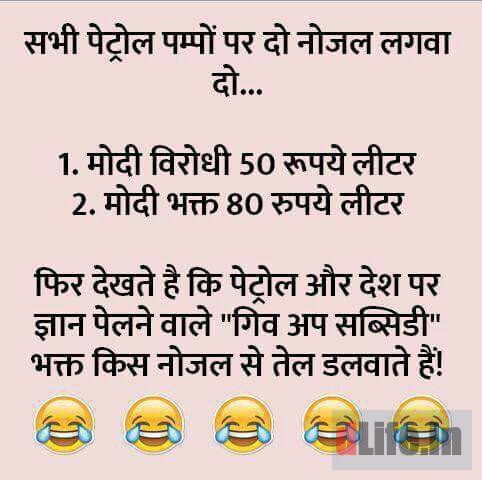 सभी पेट्रोल पम्पों पर दो नोजल लगवा
दो...
1. मोदी विरोधी 50 रूपये लीटर
2. मोदी भक्त 80 रुपये लीटर
फिर देखते है कि पेट्रोल और देश पर
ज्ञान पेलने वाले "गिव अप सब्सिडी"
भक्त किस नोजल से तेल डलवाते हैं!